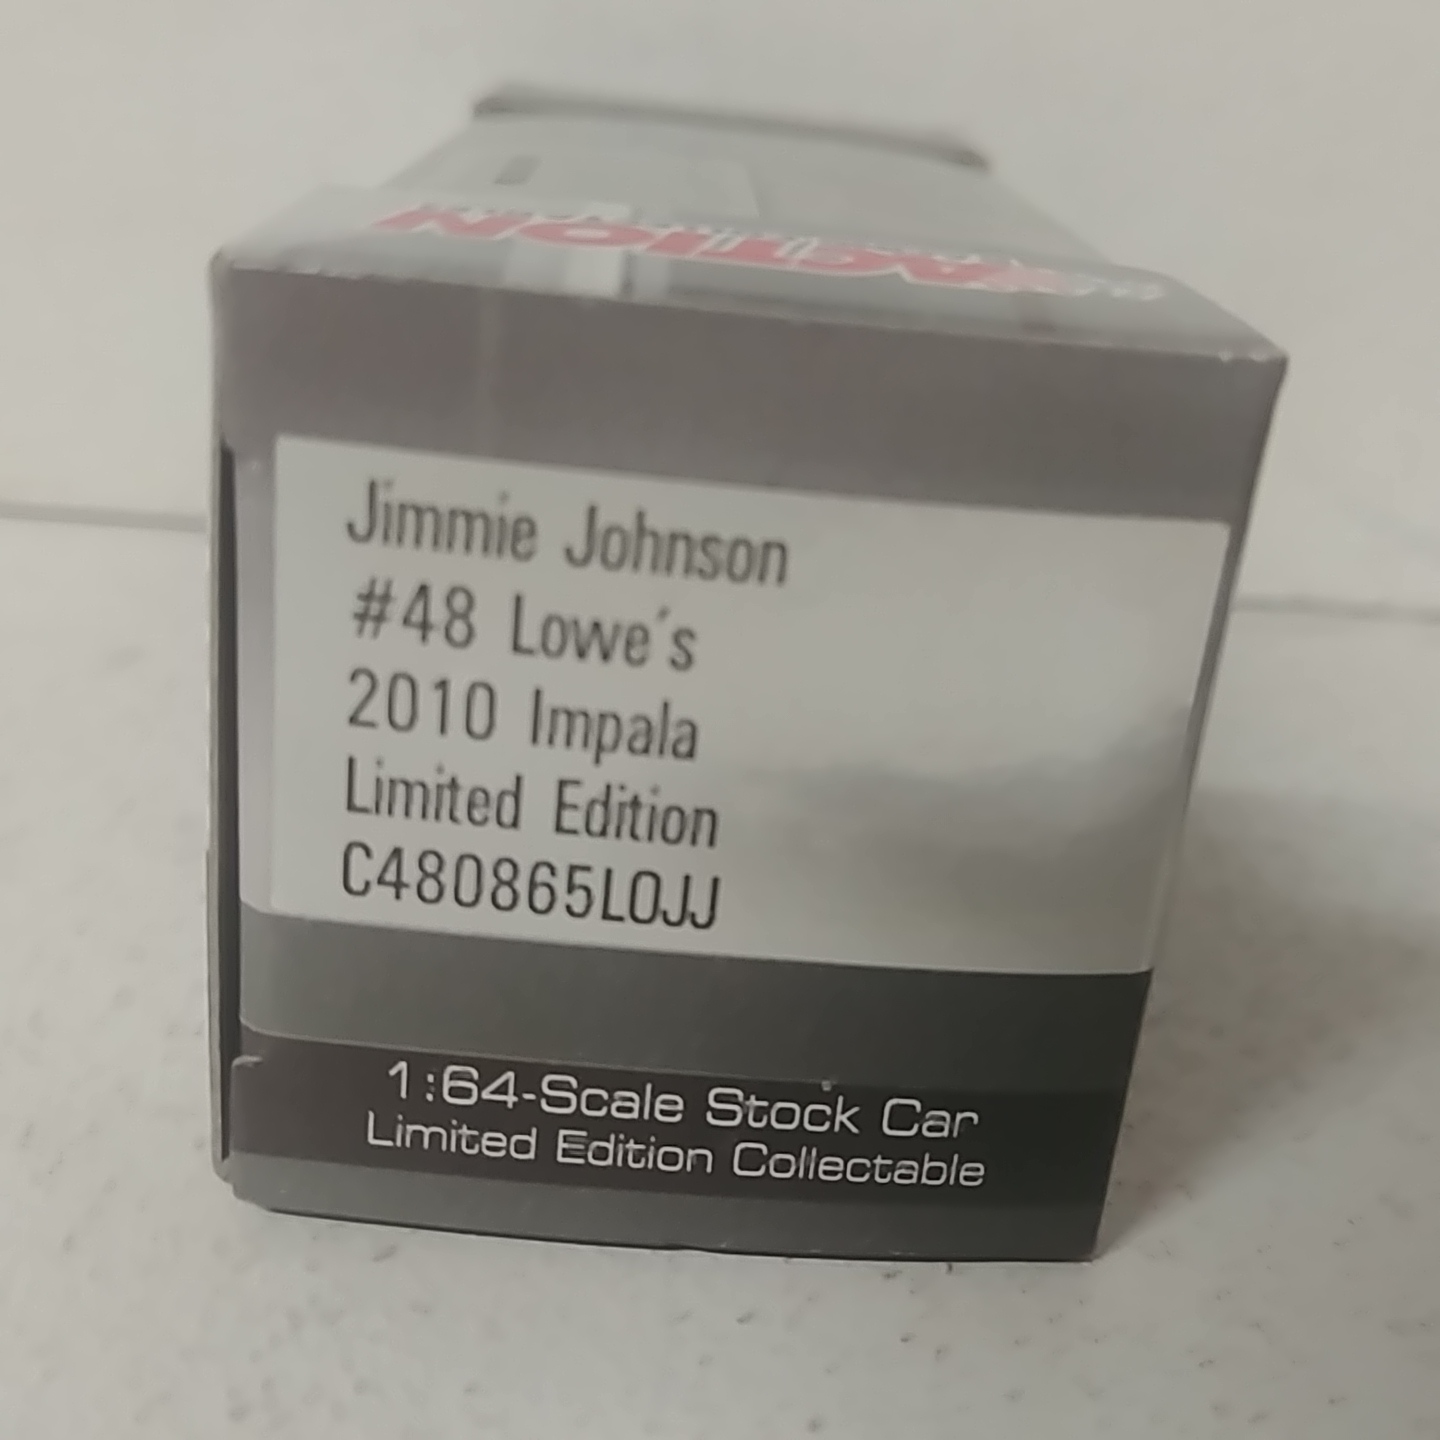 ACTION
Jimmie Johnson
#48 Lowe's
2010 Impala
Limited Edition
C480865LOJJ
1:64-Scale Stock Car
Limited Edition Collectable